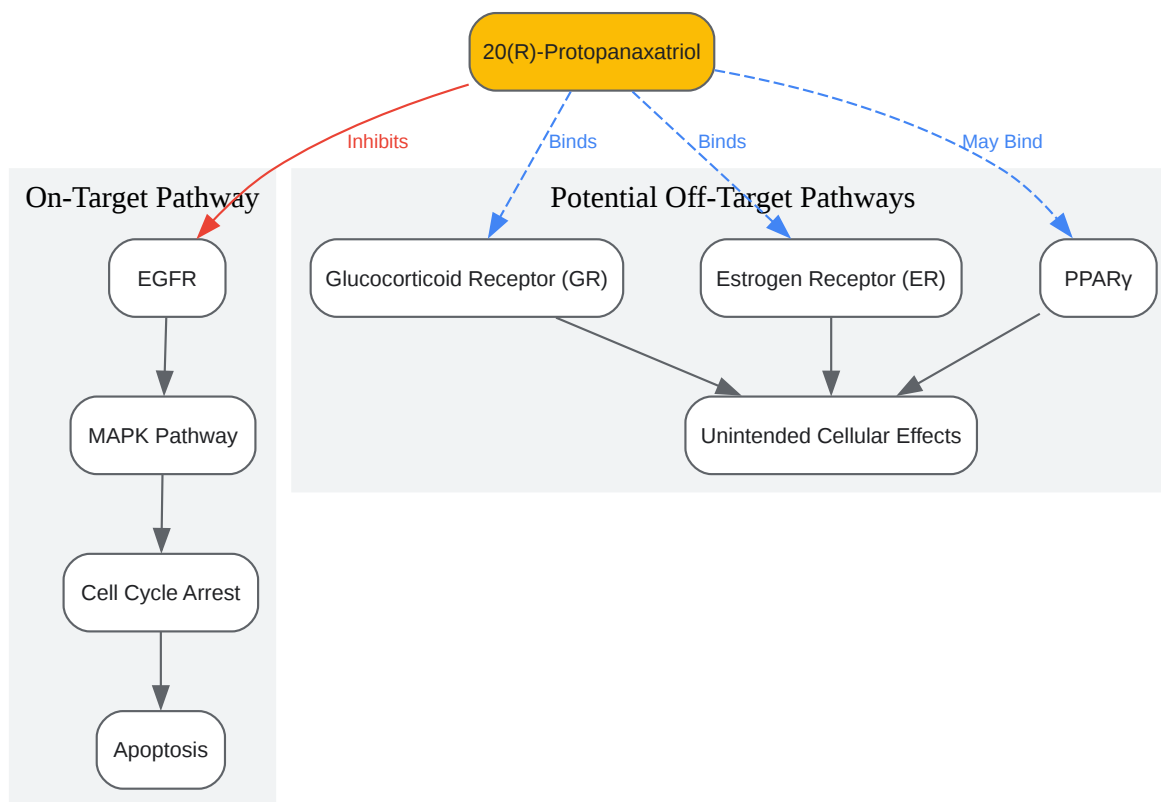 20(R)-Protopanaxatriol
Inhibits
Binds
Binds
May Bind
On-Target Pathway
Potential Off-Target Pathways
EGFR
Glucocorticoid Receptor (GR)
Estrogen Receptor (ER)
PPARγ
MAPK Pathway
Unintended Cellular Effects
Cell Cycle Arrest
Apoptosis